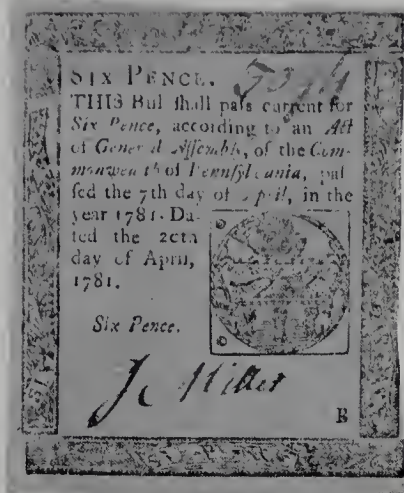 SIX PENCE.
THIS Bill ſhall paſs current for
Six Pence, according to an Act
of General Aſſembly, of the Com-
monwealth of Pennſylvania, paſ
ſed the 7th day of April, in the
year 1781. Da-
ted the 20th
day of April,
1781.
Six Pence.
J Miller
B